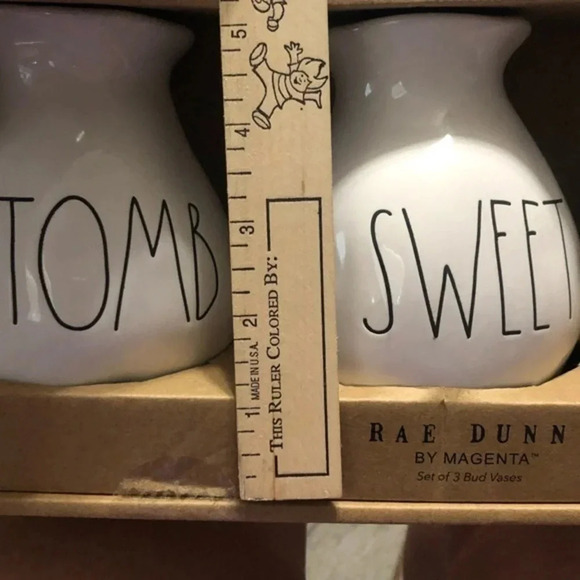 TOMB
SWEET
5
4
3
2
1
MADE IN U.S.A.
THIS RULER COLORED BY:
RAE DUNN
BY MAGENTA™
Set of 3 Bud Vases